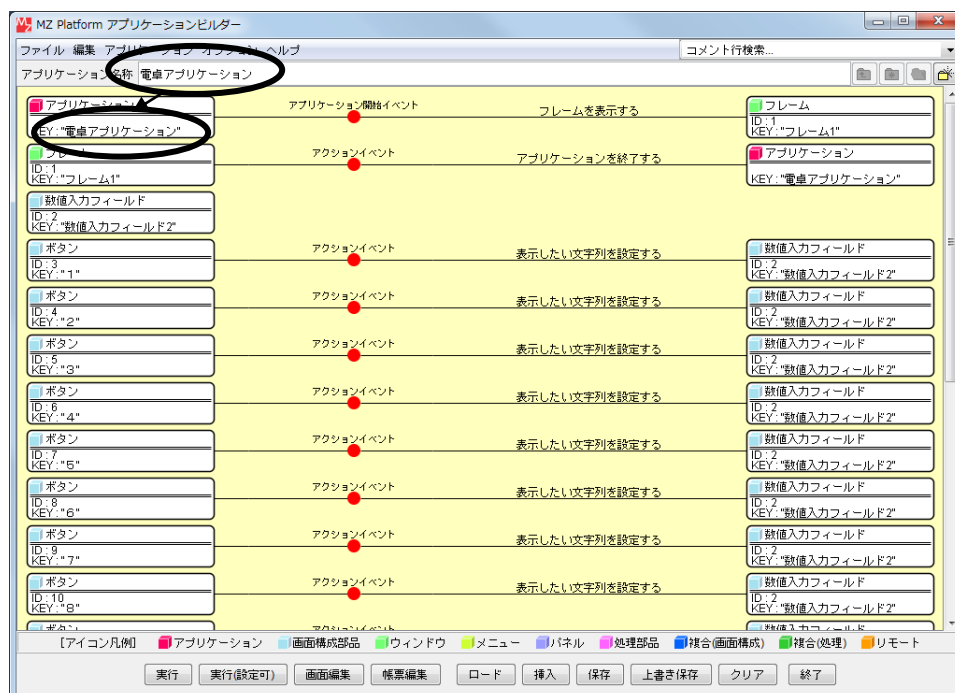 MZ Platform アプリケーションビルダー
ファイル 編集 アプリケーション オプション ヘルプ コメント行検索...
アプリケーション名称 電卓アプリケーション
アプリケーション アプリケーション開始イベント フレームを表示する フレーム
KEY:"電卓アプリケーション" ID:1
KEY:"フレーム1"
フレーム アクションイベント アプリケーションを終了する アプリケーション
ID:1
KEY:"フレーム1" KEY:"電卓アプリケーション"
数値入力フィールド
ID:2
KEY:"数値入力フィールド2"
ボタン アクションイベント 表示したい文字列を設定する 数値入力フィールド
ID:3 ID:2
KEY:"1" KEY:"数値入力フィールド2"
ボタン アクションイベント 表示したい文字列を設定する 数値入力フィールド
ID:4 ID:2
KEY:"2" KEY:"数値入力フィールド2"
ボタン アクションイベント 表示したい文字列を設定する 数値入力フィールド
ID:5 ID:2
KEY:"3" KEY:"数値入力フィールド2"
ボタン アクションイベント 表示したい文字列を設定する 数値入力フィールド
ID:6 ID:2
KEY:"4" KEY:"数値入力フィールド2"
ボタン アクションイベント 表示したい文字列を設定する 数値入力フィールド
ID:7 ID:2
KEY:"5" KEY:"数値入力フィールド2"
ボタン アクションイベント 表示したい文字列を設定する 数値入力フィールド
ID:8 ID:2
KEY:"6" KEY:"数値入力フィールド2"
ボタン アクションイベント 表示したい文字列を設定する 数値入力フィールド
ID:9 ID:2
KEY:"7" KEY:"数値入力フィールド2"
ボタン アクションイベント 表示したい文字列を設定する 数値入力フィールド
ID:10 ID:2
KEY:"8" KEY:"数値入力フィールド2"
[アイコン凡例] アプリケーション 画面構成部品 ウィンドウ メニュー パネル 処理部品 複合(画面構成) 複合(処理) リモート
実行 実行(設定可) 画面編集 帳票編集 ロード 挿入 保存 上書き保存 クリア 終了